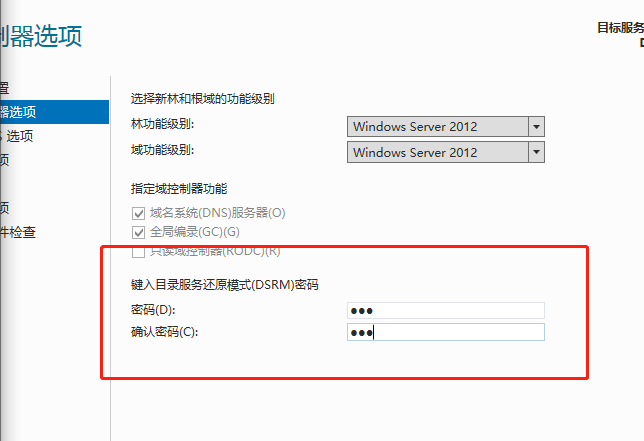 制器选项
目标服务
置
器选项
选项
项
项
件检查
选择新林和根域的功能级别
林功能级别:
Windows Server 2012
域功能级别:
Windows Server 2012
指定域控制器功能
域名系统(DNS)服务器(O)
全局编录(GC)(G)
只读域控制器(RODC)(R)
键入目录服务还原模式(DSRM)密码
密码(D):
●●●
确认密码(C):
●●●